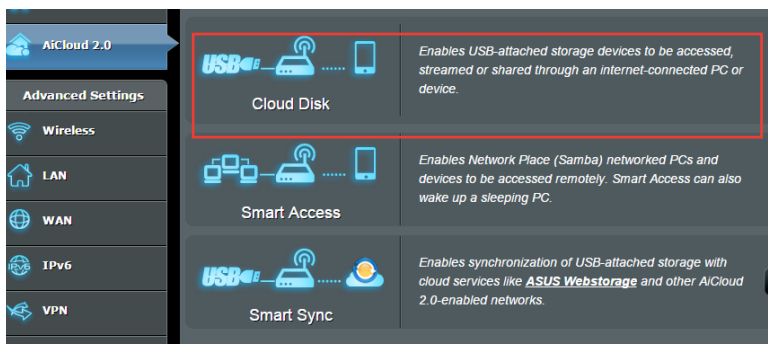 AiCloud 2.0
Advanced Settings
Wireless
LAN
WAN
IPv6
IPv6
VPN
USB
Cloud Disk
Enables USB-attached storage devices to be accessed,
streamed or shared through an internet-connected PC or
device.
Smart Access
Enables Network Place (Samba) networked PCs and
devices to be accessed remotely. Smart Access can also
wake up a sleeping PC.
USB
Smart Sync
Enables synchronization of USB-attached storage with
cloud services like ASUS Webstorage and other AiCloud
2.0-enabled networks.